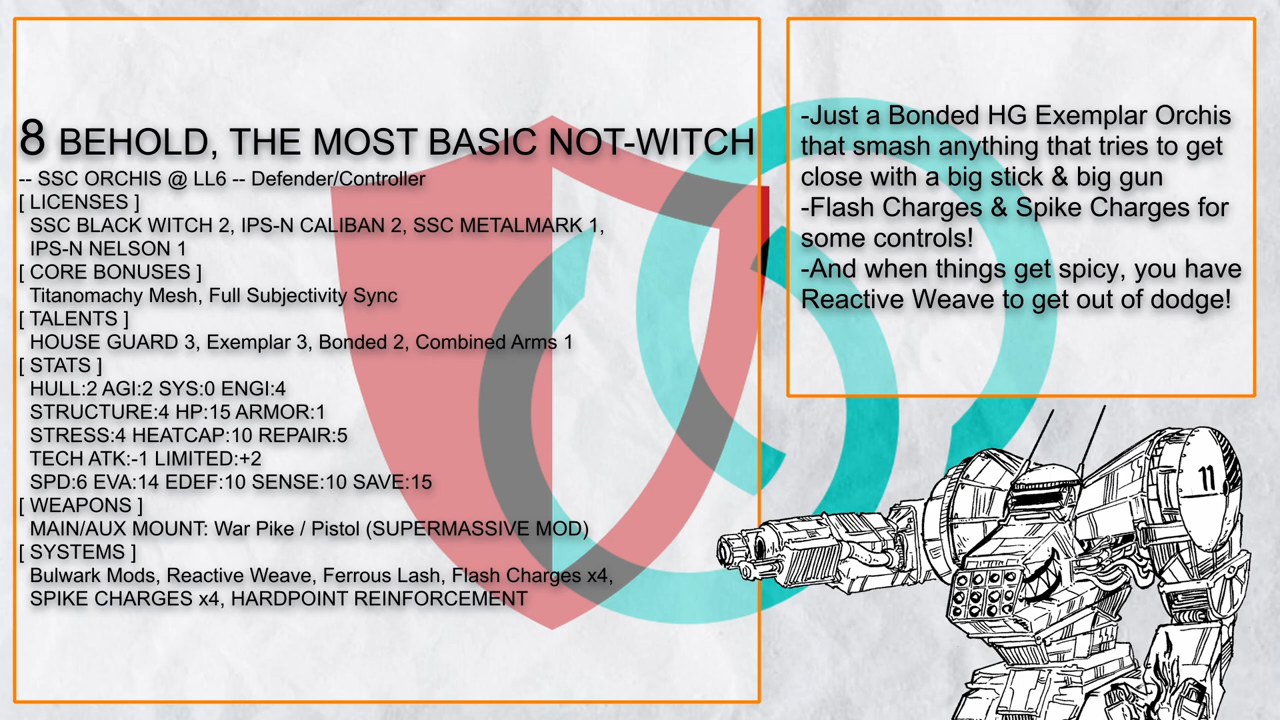 8 BEHOLD, THE MOST BASIC NOT-WITCH
-- SSC ORCHIS @ LL6 -- Defender/Controller
[ LICENSES ]
SSC BLACK WITCH 2, IPS-N CALIBAN 2, SSC METALMARK 1,
IPS-N NELSON 1
[ CORE BONUSES ]
Titanomachy Mesh, Full Subjectivity Sync
[ TALENTS ]
HOUSE GUARD 3, Exemplar 3, Bonded 2, Combined Arms 1
[ STATS ]
HULL:2 AGI:2 SYS:0 ENGI:4
STRUCTURE:4 HP:15 ARMOR:1
STRESS:4 HEATCAP:10 REPAIR:5
TECH ATK:-1 LIMITED:+2
SPD:6 EVA:14 EDEF:10 SENSE:10 SAVE:15
[ WEAPONS ]
MAIN/AUX MOUNT: War Pike / Pistol (SUPERMASSIVE MOD)
[ SYSTEMS ]
Bulwark Mods, Reactive Weave, Ferrous Lash, Flash Charges x4,
SPIKE CHARGES x4, HARDPOINT REINFORCEMENT
-Just a Bonded HG Exemplar Orchis
that smash anything that tries to get
close with a big stick & big gun
-Flash Charges & Spike Charges for
some controls!
-And when things get spicy, you have
Reactive Weave to get out of dodge!
11